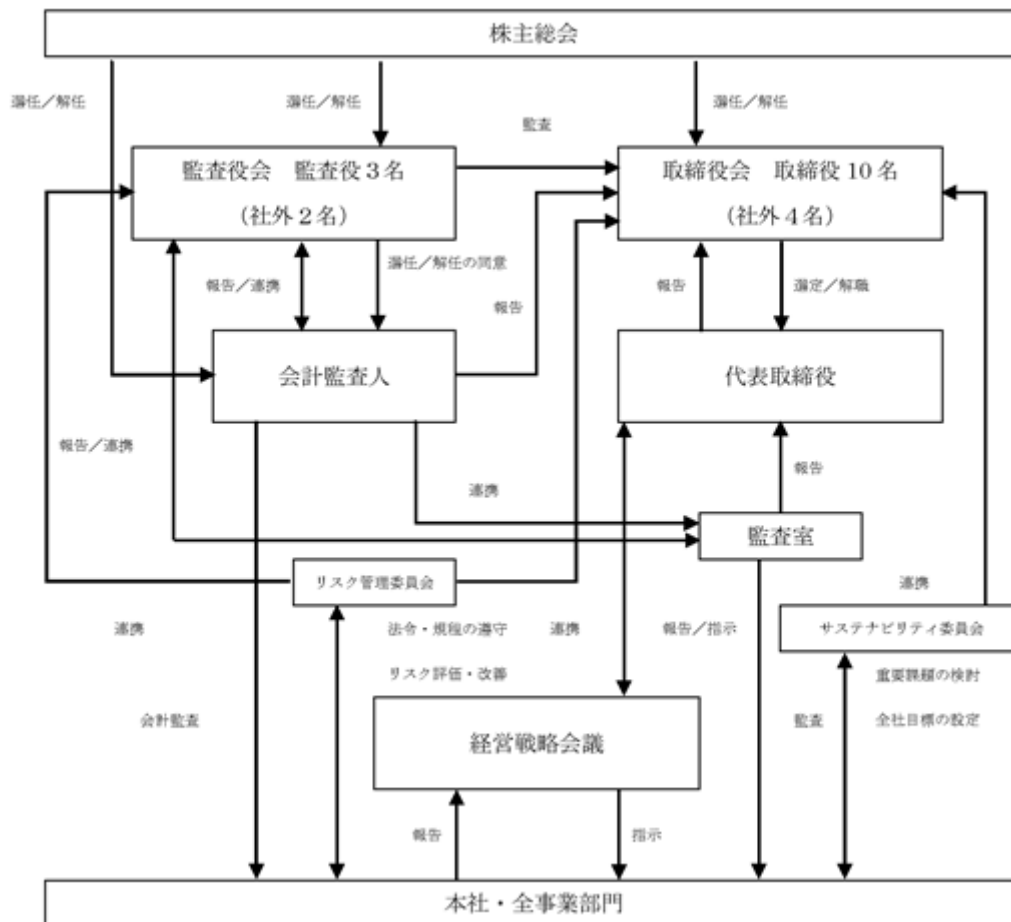 株主総会
選任／解任
選任／解任
選任／解任
監査
監査役会　監査役３名
（社外２名）
取締役会　取締役 10 名
（社外４名）
選任／解任の同意
報告／連携
報告
報告
選定／解職
会計監査人
代表取締役
報告／連携
連携
報告
監査室
リスク管理委員会
連携
サステナビリティ委員会
連携
法令・規程の遵守
連携
報告／指示
リスク評価・改善
重要課題の検討
会計監査
監査
全社目標の設定
経営戦略会議
報告
指示
本社・全事業部門